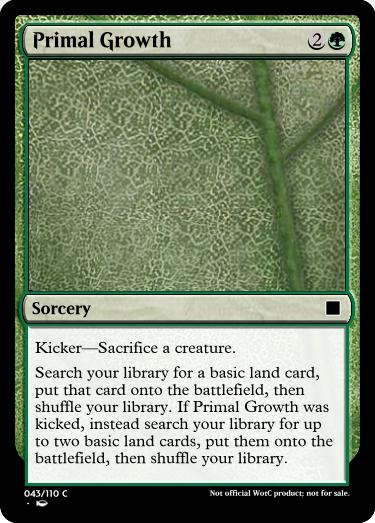 Primal Growth 2
Sorcery
Kicker—Sacrifice a creature.
Search your library for a basic land card,
put that card onto the battlefield, then
shuffle your library. If Primal Growth was
kicked, instead search your library for up
to two basic land cards, put them onto the
battlefield, then shuffle your library.
043/110 C
Not official WotC product; not for sale.